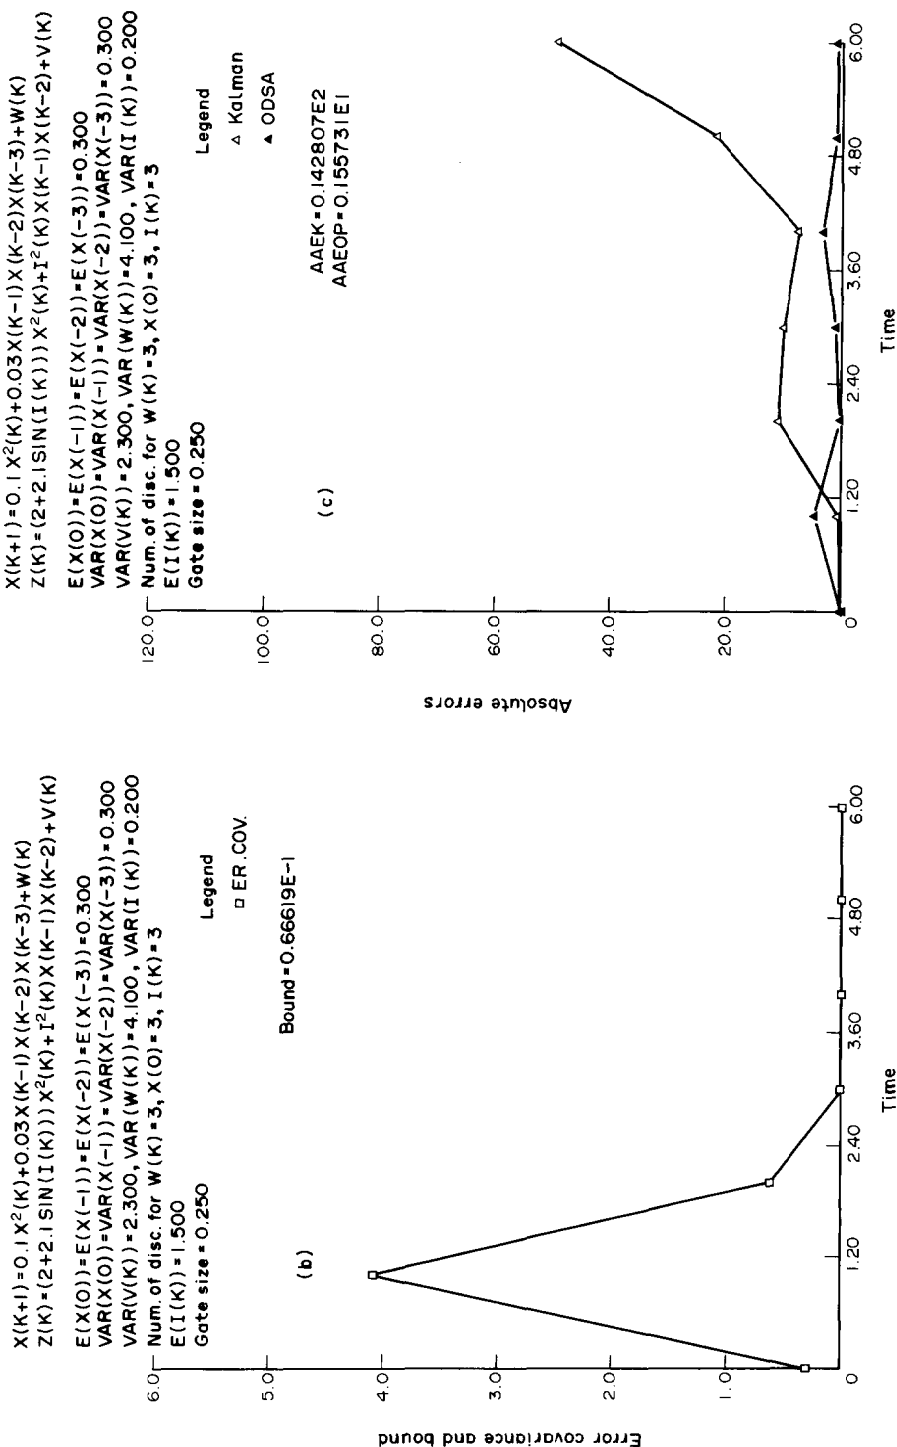 X(K+1)=0.1X²(K)+0.03X(K-1)X(K-2)X(K-3)+W(K)
Z(K)=(2+2.1SIN(I(K)))X²(K)+I²(K)X(K-1)X(K-2)+V(K)
E(X(0))=E(X(-1))=E(X(-2))=E(X(-3))=0.300
VAR(X(0))=VAR(X(-1))=VAR(X(-2))=VAR(X(-3))=0.300
VAR(V(K))=2.300, VAR(W(K))=4.100, VAR(I(K))=0.200
Num. of disc. for W(K)=3, X(0)=3, I(K)=3
E(I(K))=1.500
Gate size=0.250
Legend
□ ER.COV.
Bound=0.66619E-1
(b)
6.0
5.0
4.0
3.0
2.0
1.0
0
1.20
2.40
3.60
4.80
6.00
Time
Error covariance and bound
X(K+1)=0.1X²(K)+0.03X(K-1)X(K-2)X(K-3)+W(K)
Z(K)=(2+2.1SIN(I(K)))X²(K)+I²(K)X(K-1)X(K-2)+V(K)
E(X(0))=E(X(-1))=E(X(-2))=E(X(-3))=0.300
VAR(X(0))=VAR(X(-1))=VAR(X(-2))=VAR(X(-3))=0.300
VAR(V(K))=2.300, VAR(W(K))=4.100, VAR(I(K))=0.200
Num. of disc. for W(K)=3, X(0)=3, I(K)=3
E(I(K))=1.500
Gate size=0.250
Legend
△ Kalman
▲ ODSA
AAEK=0.142807E2
AAEOP=0.155731E1
(c)
120.0
100.0
80.0
60.0
40.0
20.0
0
1.20
2.40
3.60
4.80
6.00
Time
Absolute errors